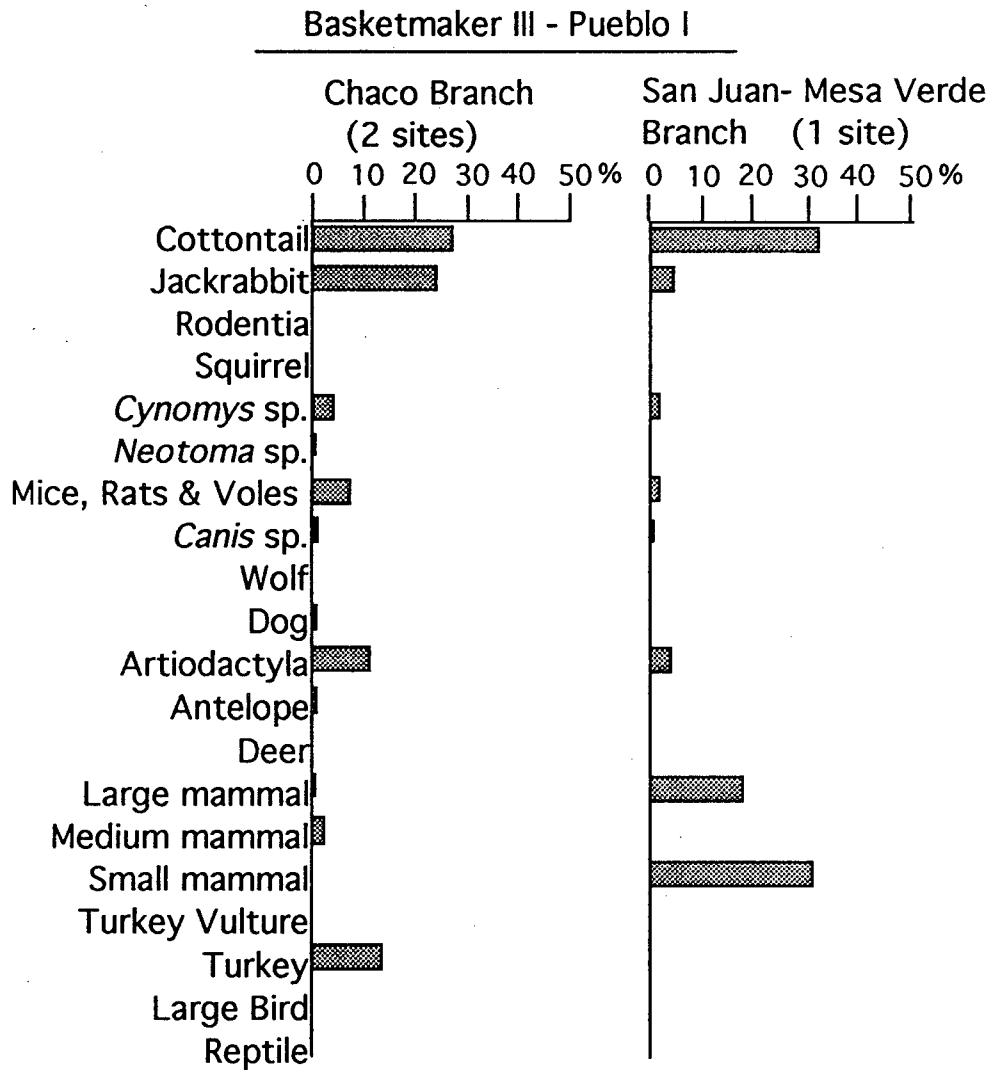 Basketmaker III - Pueblo I
Chaco Branch
(2 sites)
San Juan- Mesa Verde
Branch (1 site)
0 10 20 30 40 50 %
0 10 20 30 40 50 %
Cottontail
Jackrabbit
Rodentia
Squirrel
Cynomys sp.
Neotoma sp.
Mice, Rats & Voles
Canis sp.
Wolf
Dog
Artiodactyla
Antelope
Deer
Large mammal
Medium mammal
Small mammal
Turkey Vulture
Turkey
Large Bird
Reptile